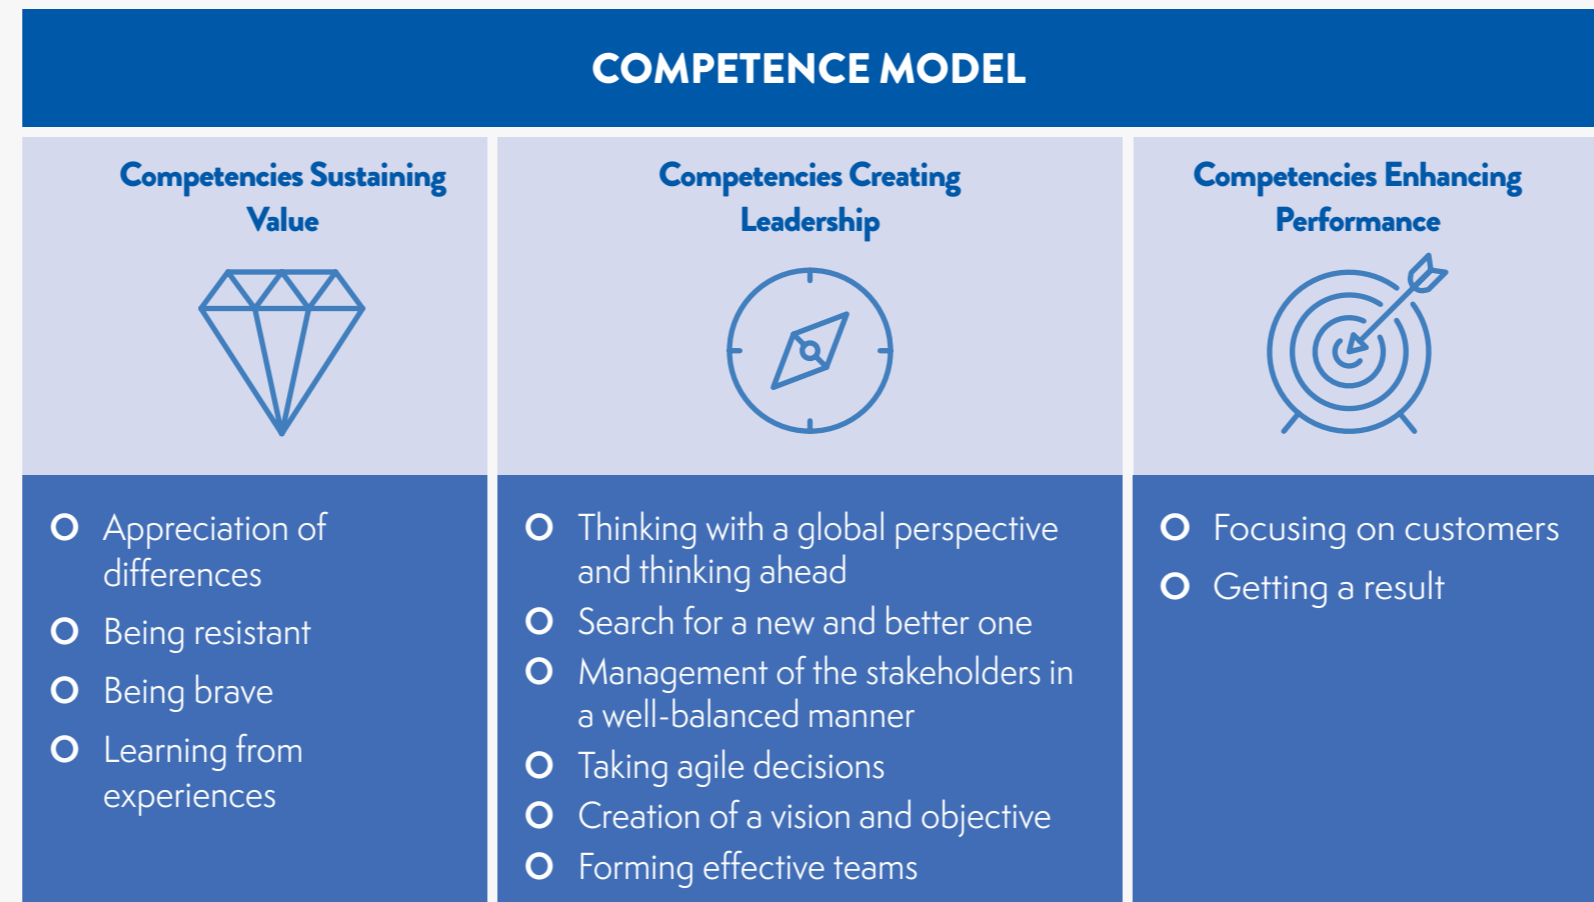 COMPETENCE MODEL
Competencies Sustaining
Value
Competencies Creating
Leadership
Competencies Enhancing
Performance
Appreciation of
differences
Being resistant
Being brave
Learning from
experiences
Thinking with a global perspective
and thinking ahead
Search for a new and better one
Management of the stakeholders in
a well-balanced manner
Taking agile decisions
Creation of a vision and objective
Forming effective teams
Focusing on customers
Getting a result